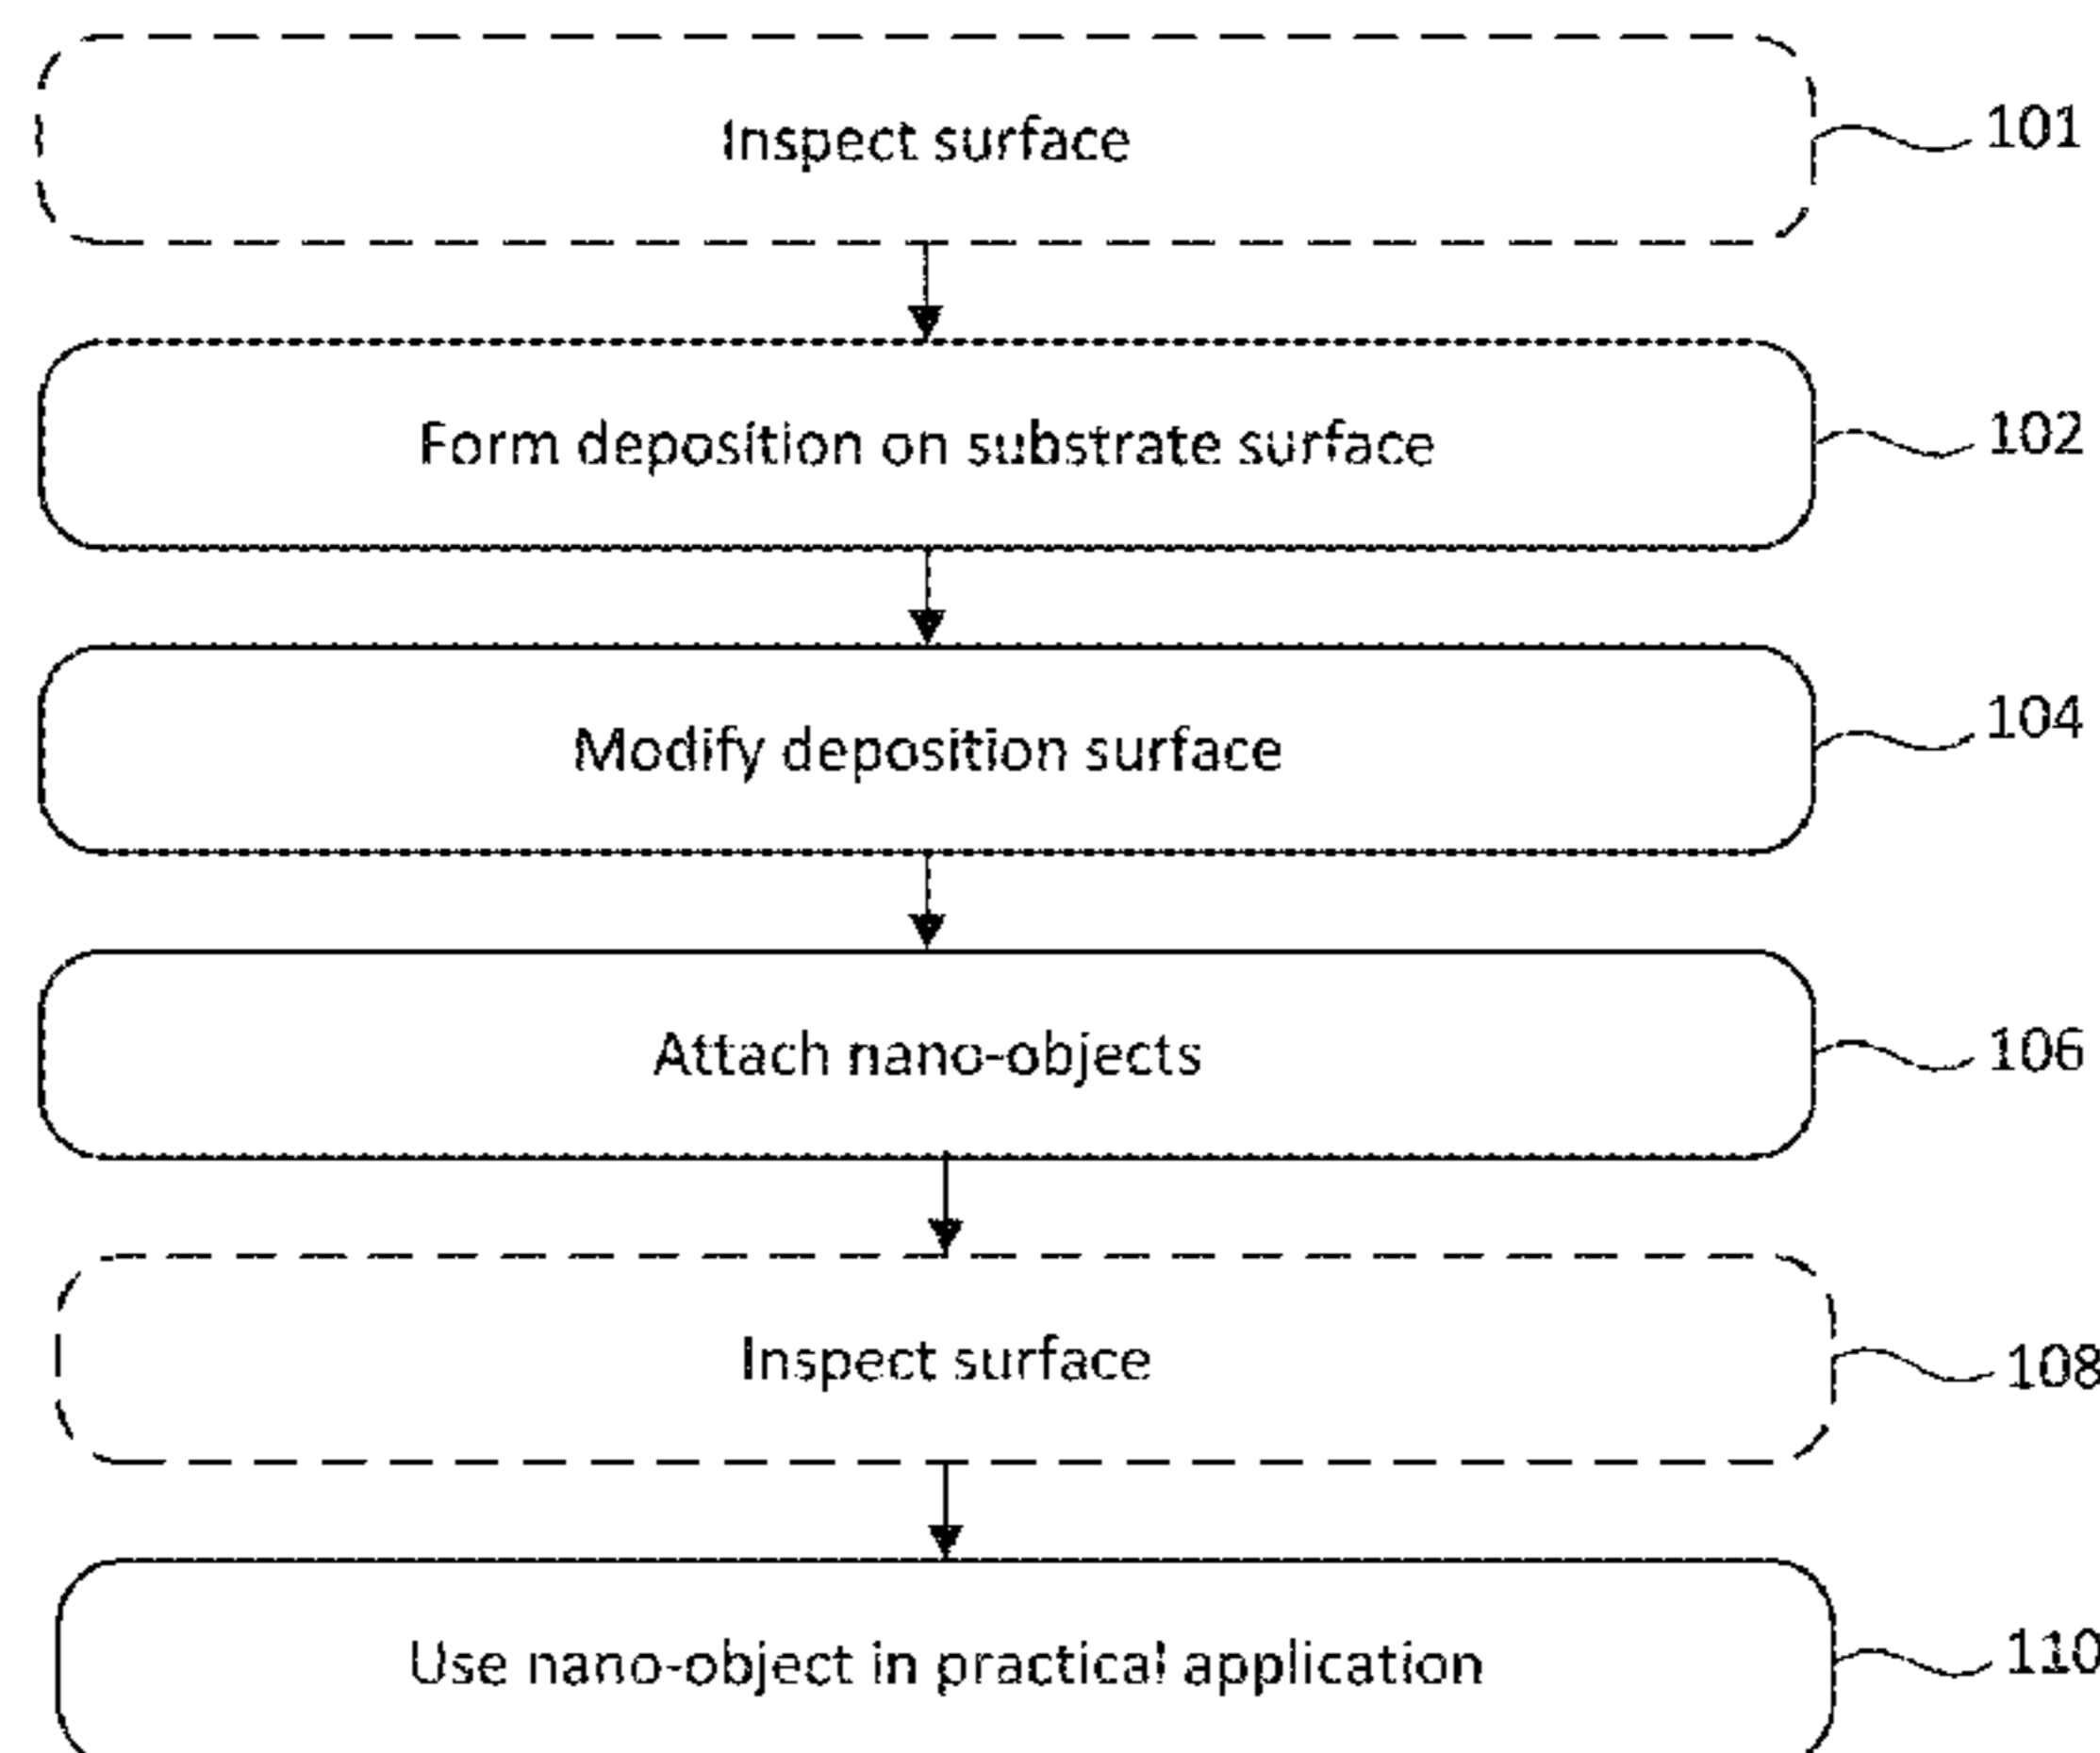 Inspect surface 101
Form deposition on substrate surface 102
Modify deposition surface 104
Attach nano-objects 106
Inspect surface 108
Use nano-object in practical application 110